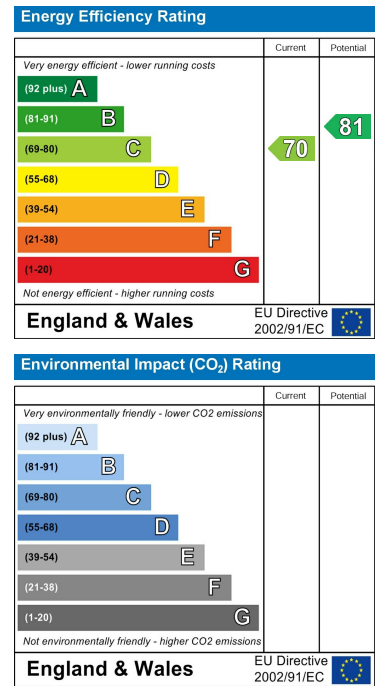 Energy Efficiency Rating
Current Potential
Very energy efficient - lower running costs
(92 plus) A
(81-91) B
81
(69-80) C
70
(55-68) D
(39-54) E
(21-38) F
(1-20) G
Not energy efficient - higher running costs
England & Wales
EU Directive
2002/91/EC
Environmental Impact (CO₂) Rating
Current Potential
Very environmentally friendly - lower CO2 emissions
(92 plus) A
(81-91) B
(69-80) C
(55-68) D
(39-54) E
(21-38) F
(1-20) G
Not environmentally friendly - higher CO2 emissions
England & Wales
EU Directive
2002/91/EC